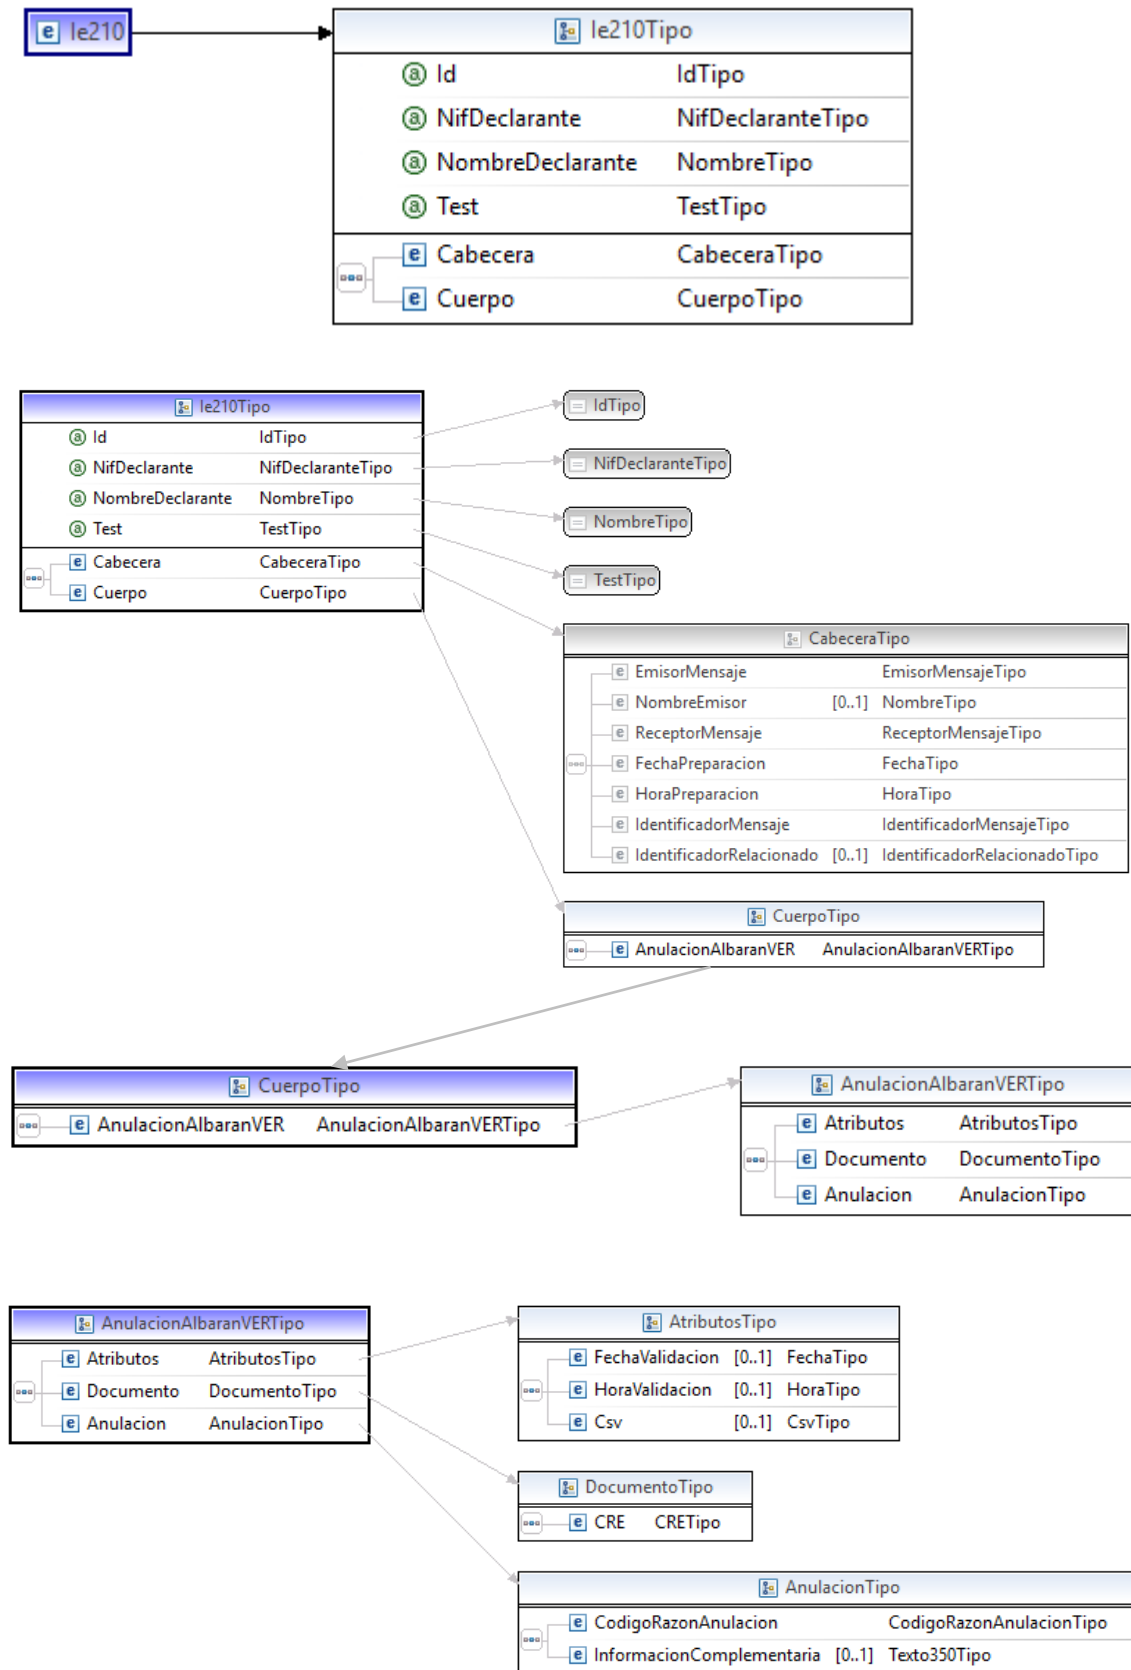 e Ie210
Ie210Tipo
a Id IdTipo
a NifDeclarante NifDeclaranteTipo
a NombreDeclarante NombreTipo
a Test TestTipo
e Cabecera CabeceraTipo
e Cuerpo CuerpoTipo
Ie210Tipo
a Id IdTipo
a NifDeclarante NifDeclaranteTipo
a NombreDeclarante NombreTipo
a Test TestTipo
e Cabecera CabeceraTipo
e Cuerpo CuerpoTipo
IdTipo
NifDeclaranteTipo
NombreTipo
TestTipo
CabeceraTipo
e EmisorMensaje EmisorMensajeTipo
e NombreEmisor [0..1] NombreTipo
e ReceptorMensaje ReceptorMensajeTipo
e FechaPreparacion FechaTipo
e HoraPreparacion HoraTipo
e IdentificadorMensaje IdentificadorMensajeTipo
e IdentificadorRelacionado [0..1] IdentificadorRelacionadoTipo
CuerpoTipo
e AnulacionAlbaranVER AnulacionAlbaranVERTipo
CuerpoTipo
e AnulacionAlbaranVER AnulacionAlbaranVERTipo
AnulacionAlbaranVERTipo
e Atributos AtributosTipo
e Documento DocumentoTipo
e Anulacion AnulacionTipo
AnulacionAlbaranVERTipo
e Atributos AtributosTipo
e Documento DocumentoTipo
e Anulacion AnulacionTipo
AtributosTipo
e FechaValidacion [0..1] FechaTipo
e HoraValidacion [0..1] HoraTipo
e Csv [0..1] CsvTipo
DocumentoTipo
e CRE CRETipo
AnulacionTipo
e CodigoRazonAnulacion CodigoRazonAnulacionTipo
e InformacionComplementaria [0..1] Texto350Tipo